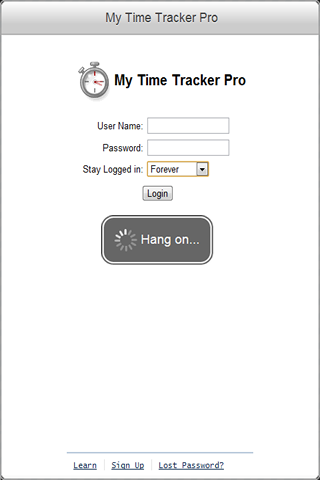 My Time Tracker Pro
My Time Tracker Pro
User Name:
Password:
Stay Logged in: Forever
Login
Hang on...
Learn Sign Up Lost Password?